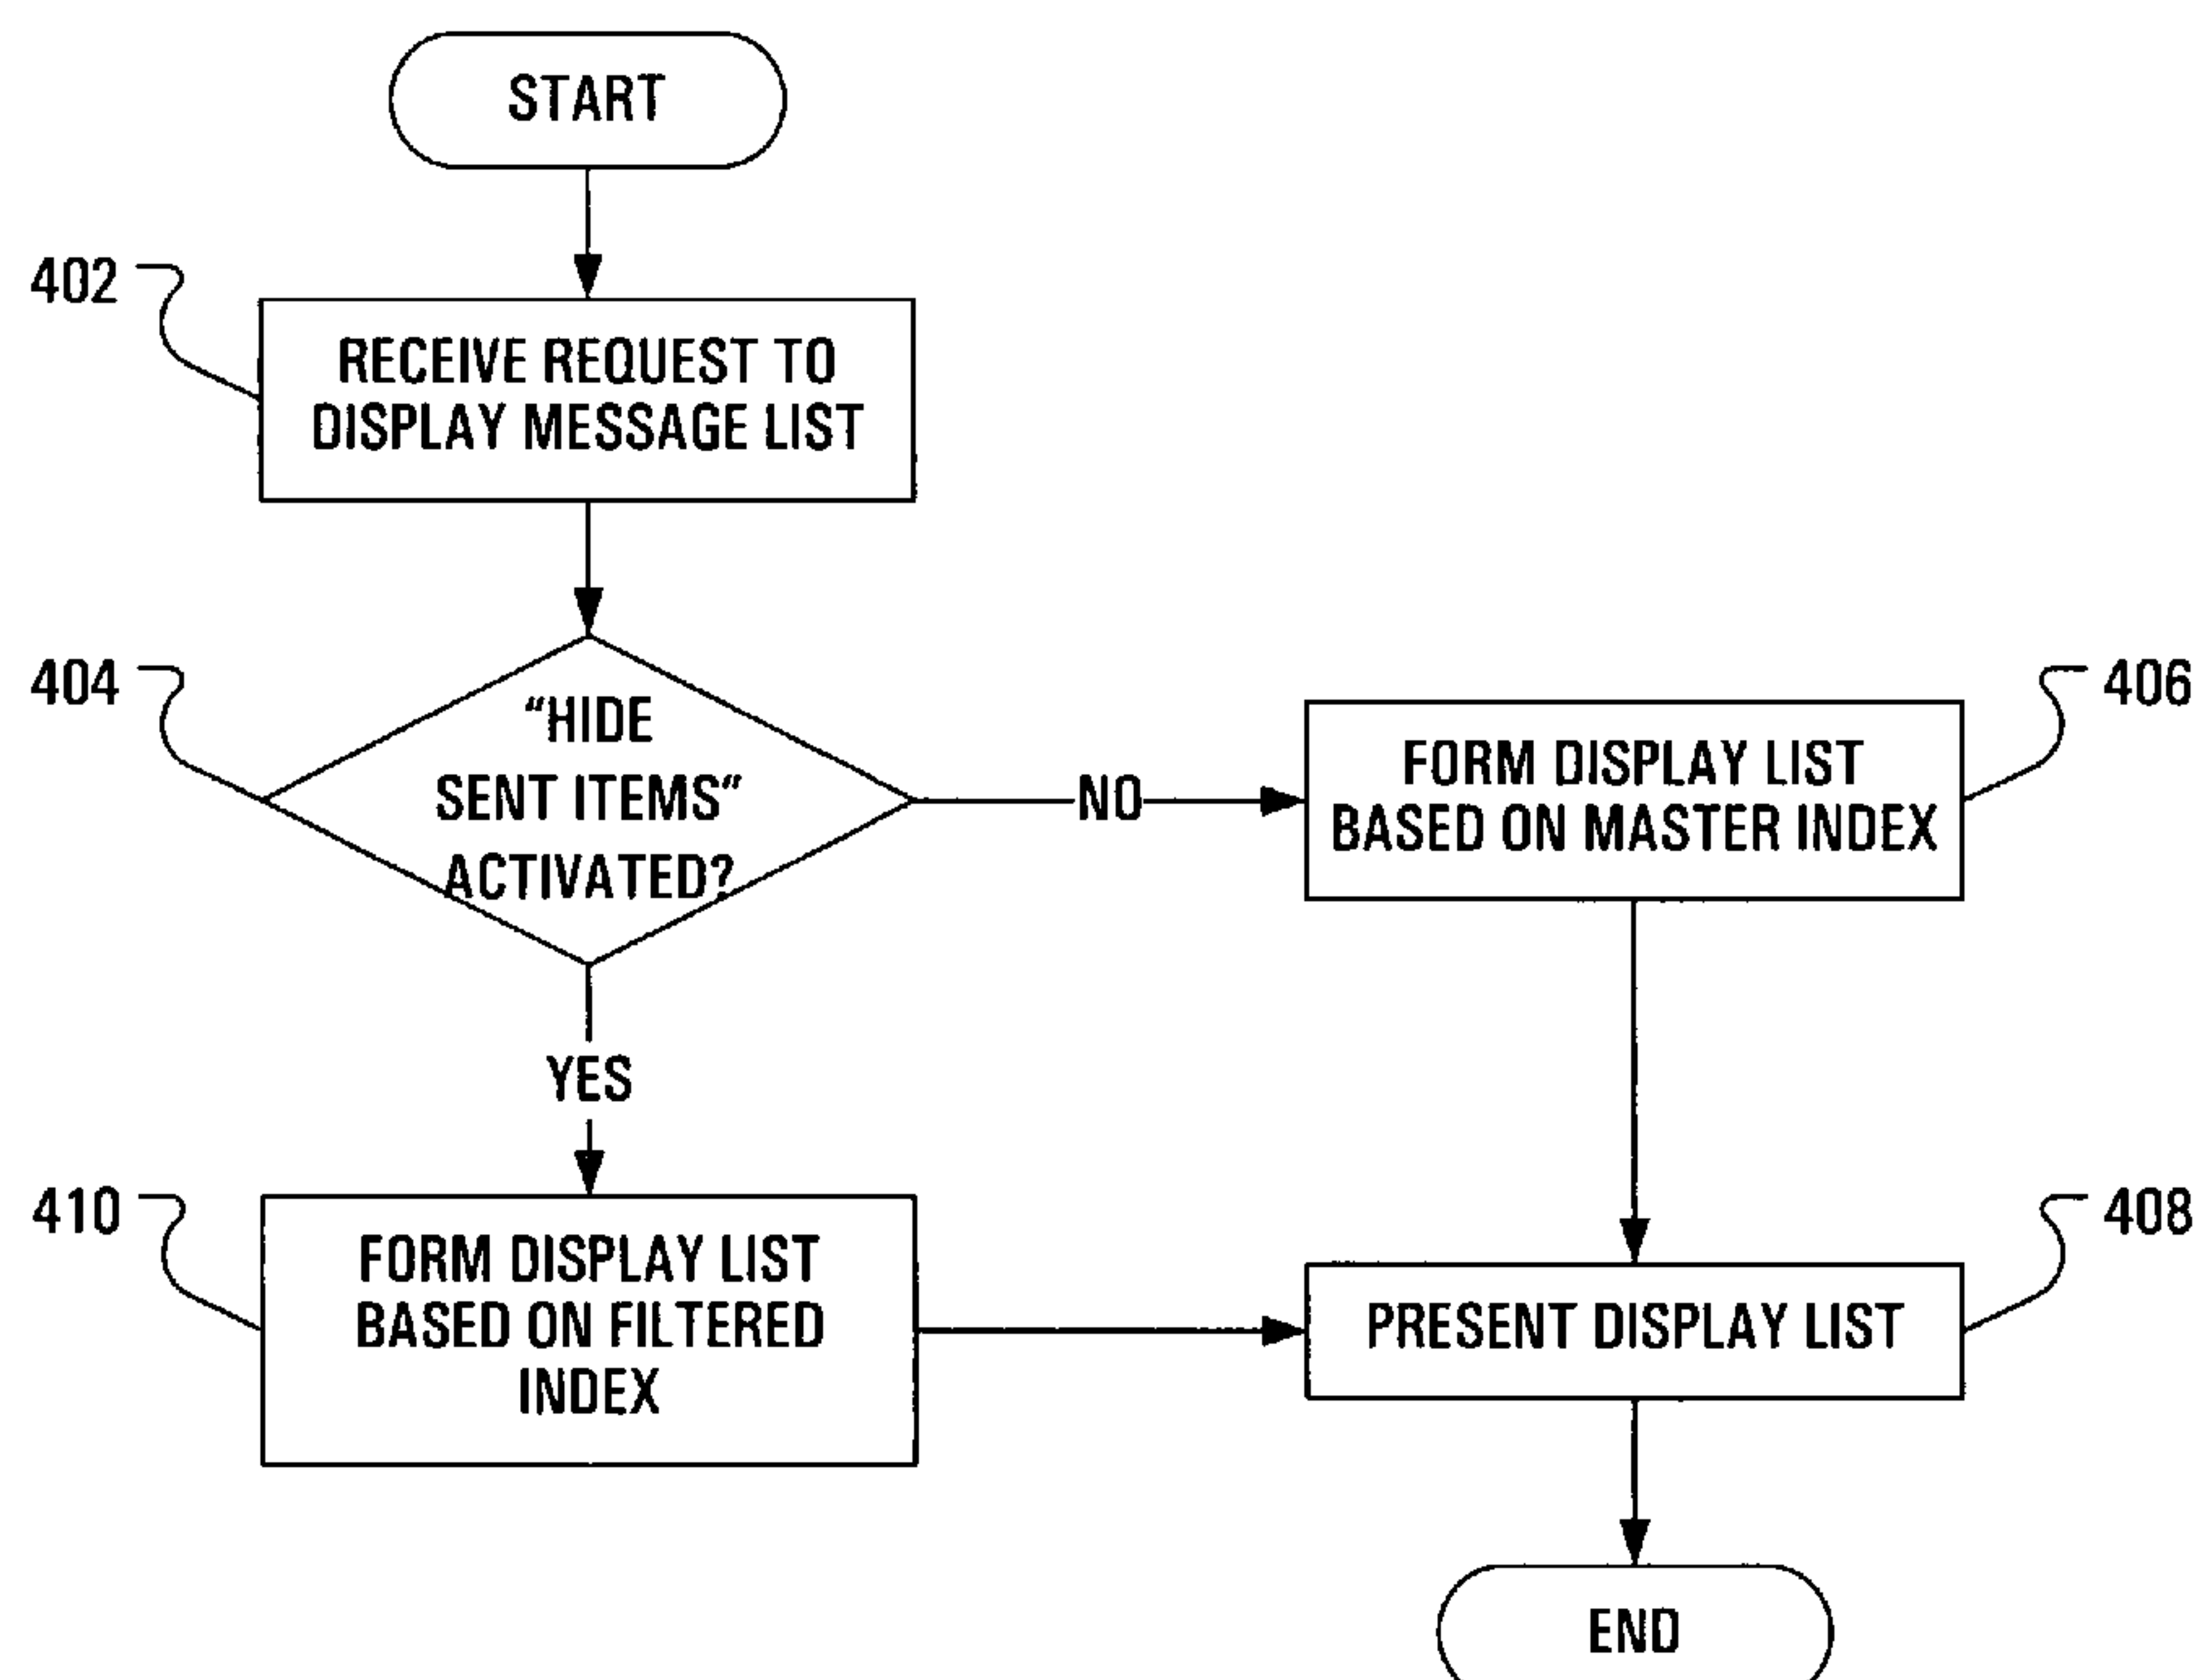 START
402
RECEIVE REQUEST TO
DISPLAY MESSAGE LIST
404
"HIDE
SENT ITEMS"
ACTIVATED?
NO
406
FORM DISPLAY LIST
BASED ON MASTER INDEX
YES
410
FORM DISPLAY LIST
BASED ON FILTERED
INDEX
408
PRESENT DISPLAY LIST
END